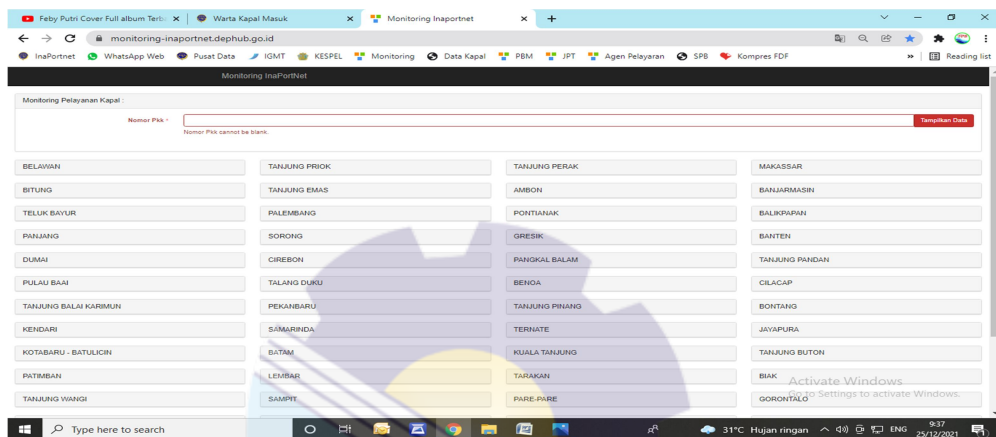 Feby Putri Cover Full album Terb
Warta Kapal Masuk
Monitoring Inaportnet
monitoring-inaportnet.dephub.go.id
InaPortnet WhatsApp Web Pusat Data IGMT KESPEL Monitoring Data Kapal PBM JPT Agen Pelayaran SPB Kompres FDF » Reading list
Monitoring InaPortNet
Monitoring Pelayanan Kapal :
Nomor Pkk * Tampilkan Data
Nomor Pkk cannot be blank.
BELAWAN TANJUNG PRIOK TANJUNG PERAK MAKASSAR
BITUNG TANJUNG EMAS AMBON BANJARMASIN
TELUK BAYUR PALEMBANG PONTIANAK BALIKPAPAN
PANJANG SORONG GRESIK BANTEN
DUMAI CIREBON PANGKAL BALAM TANJUNG PANDAN
PULAU BAAI TALANG DUKU BENOA CILACAP
TANJUNG BALAI KARIMUN PEKANBARU TANJUNG PINANG BONTANG
KENDARI SAMARINDA TERNATE JAYAPURA
KOTABARU - BATULICIN BATAM KUALA TANJUNG TANJUNG BUTON
PATIMBAN LEMBAR TARAKAN BIAK
TANJUNG WANGI SAMPIT PARE-PARE GORONTALO
Activate Windows
Go to Settings to activate Windows.
Type here to search
31°C Hujan ringan ENG 9:37
25/12/2021